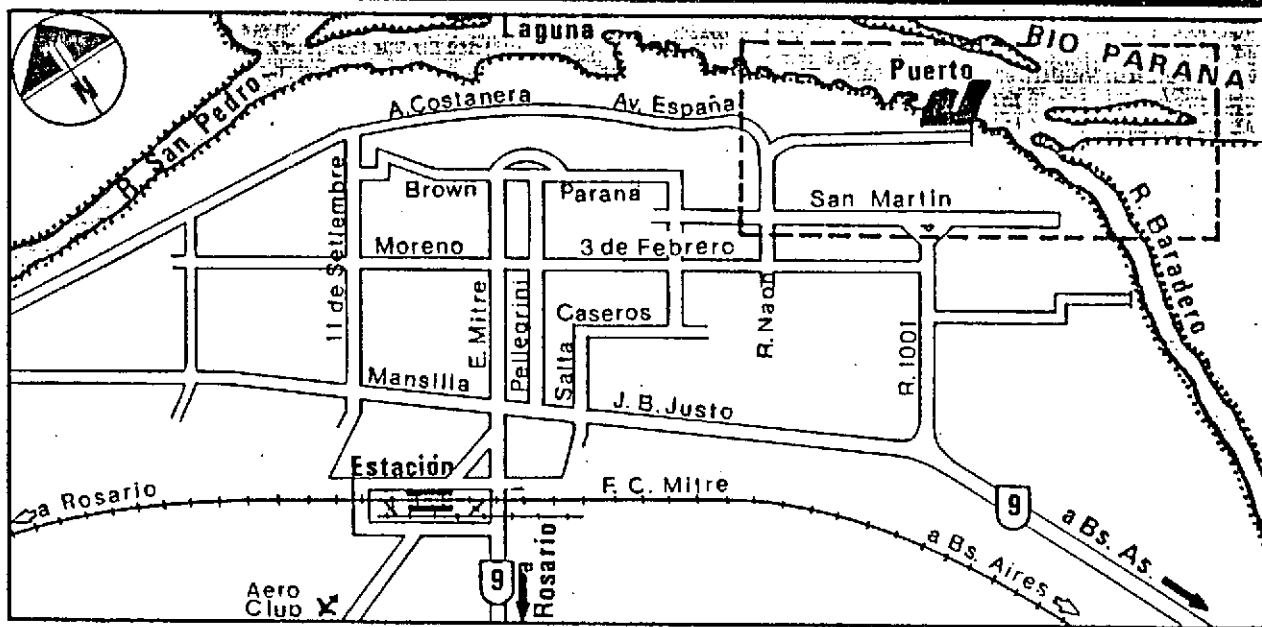 N
Laguna
BIO PARANA
Puerto
R. San Pedro
A. Costanera
Av. España
Brown
Paraná
San Martin
R. Baradero
Moreno
3 de Febrero
11 de Setiembre
E. Mitre
Pellegrini
Salta
Caseros
R. Naon
R. 1001
Mansilla
J. B. Justo
Estación
F. C. Mitre
a Rosario
9
a Bs. As.
a Bs. Aires
9
a Rosario
Aero
Club